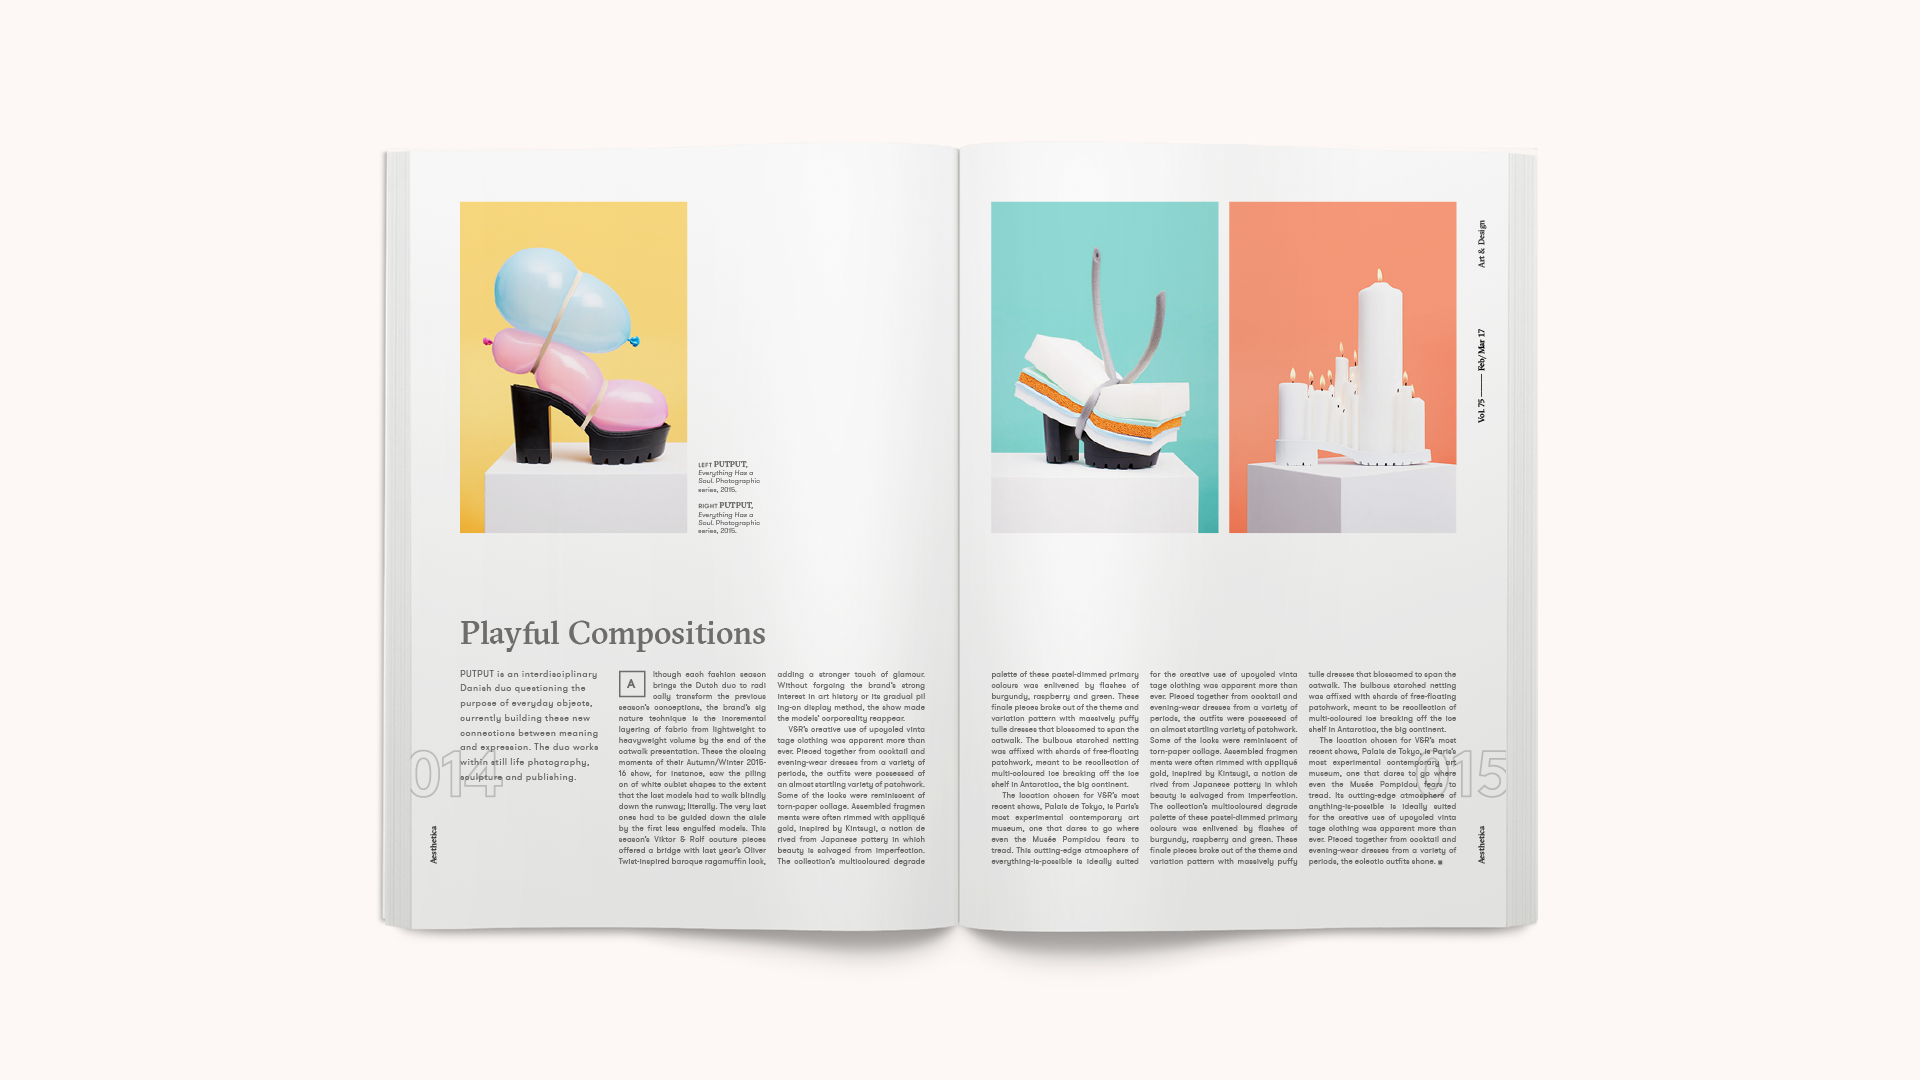 LEFT PUTPUT,
Everything Has a
Soul. Photographic
series, 2015.
RIGHT PUTPUT,
Everything Has a
Soul. Photographic
series, 2015.
Playful Compositions
PUTPUT is an interdisciplinary
Danish duo questioning the
purpose of everyday objects,
currently building these new
connections between meaning
and expression. The duo works
within still life photography,
sculpture and publishing.
014
Aesthetica
A
lthough each fashion season
brings the Dutch duo to radi
cally transform the previous
season's conceptions, the brand's sig
nature technique is the incremental
layering of fabric from lightweight to
heavyweight volume by the end of the
catwalk presentation. These the closing
moments of their Autumn/Winter 2015-
16 show, for instance, saw the piling
on of white cubist shapes to the extent
that the last models had to walk blindly
down the runway; literally. The very last
ones had to be guided down the aisle
by the first less engulfed models. This
season's Viktor & Rolf couture pieces
offered a bridge with last year's Oliver
Twist-inspired baroque ragamuffin look,
adding a stronger touch of glamour.
Without forgoing the brand's strong
interest in art history or its gradual pil
ing-on display method, the show made
the models' corporeality reappear.
V&R's creative use of upcycled vinta
tage clothing was apparent more than
ever. Pieced together from cocktail and
evening-wear dresses from a variety of
periods, the outfits were possessed of
an almost startling variety of patchwork.
Some of the looks were reminiscent of
torn-paper collage. Assembled fragmen
ments were often rimmed with appliqué
gold, inspired by Kintsugi, a notion de
rived from Japanese pottery in which
beauty is salvaged from imperfection.
The collection's multicoloured degrade
palette of these pastel-dimmed primary
colours was enlivened by flashes of
burgundy, raspberry and green. These
finale pieces broke out of the theme and
variation pattern with massively puffy
tulle dresses that blossomed to span the
catwalk. The bulbous starched netting
was affixed with shards of free-floating
patchwork, meant to be recollection of
multi-coloured ice breaking off the ice
shelf in Antarctica, the big continent.
The location chosen for V&R's most
recent shows, Palais de Tokyo, is Paris's
most experimental contemporary art
museum, one that dares to go where
even the Musée Pompidou fears to
tread. This cutting-edge atmosphere of
everything-is-possible is ideally suited
for the creative use of upcycled vinta
tage clothing was apparent more than
ever. Pieced together from cocktail and
evening-wear dresses from a variety of
periods, the outfits were possessed of
an almost startling variety of patchwork.
Some of the looks were reminiscent of
torn-paper collage. Assembled fragmen
ments were often rimmed with appliqué
gold, inspired by Kintsugi, a notion de
rived from Japanese pottery in which
beauty is salvaged from imperfection.
The collection's multicoloured degrade
palette of these pastel-dimmed primary
colours was enlivened by flashes of
burgundy, raspberry and green. These
finale pieces broke out of the theme and
variation pattern with massively puffy
tulle dresses that blossomed to span the
catwalk. The bulbous starched netting
was affixed with shards of free-floating
patchwork, meant to be recollection of
multi-coloured ice breaking off the ice
shelf in Antarctica, the big continent.
The location chosen for V&R's most
recent shows, Palais de Tokyo, is Paris's
most experimental contemporary art
museum, one that dares to go where
even the Musée Pompidou fears to
tread. Its cutting-edge atmosphere of
anything-is-possible is ideally suited
for the creative use of upcycled vinta
tage clothing was apparent more than
ever. Pieced together from cocktail and
evening-wear dresses from a variety of
periods, the eclectic outfits shone.
Art & Design
Vol. 75 —— Feb/Mar 17
015
Aesthetica